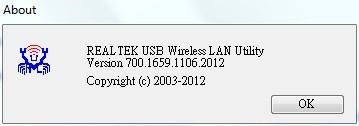 About
REALTEK USB Wireless LAN Utility
Version 700.1659.1106.2012
Copyright (c) 2003-2012
OK